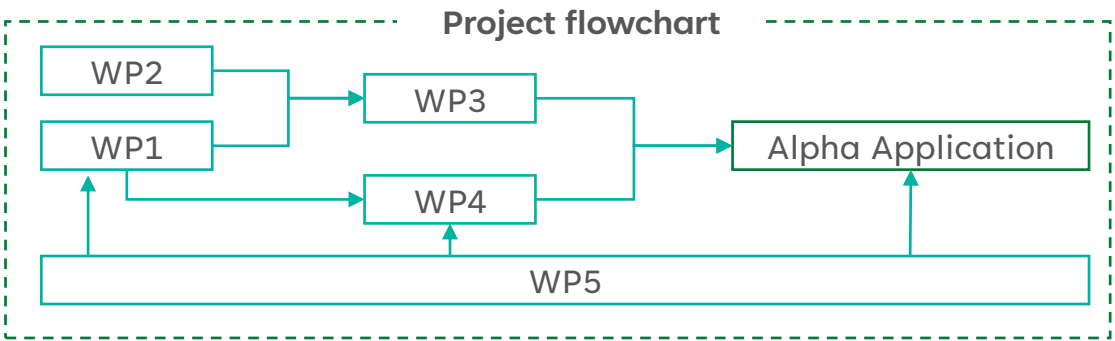 Project flowchart
WP2
WP3
WP1
Alpha Application
WP4
WP5